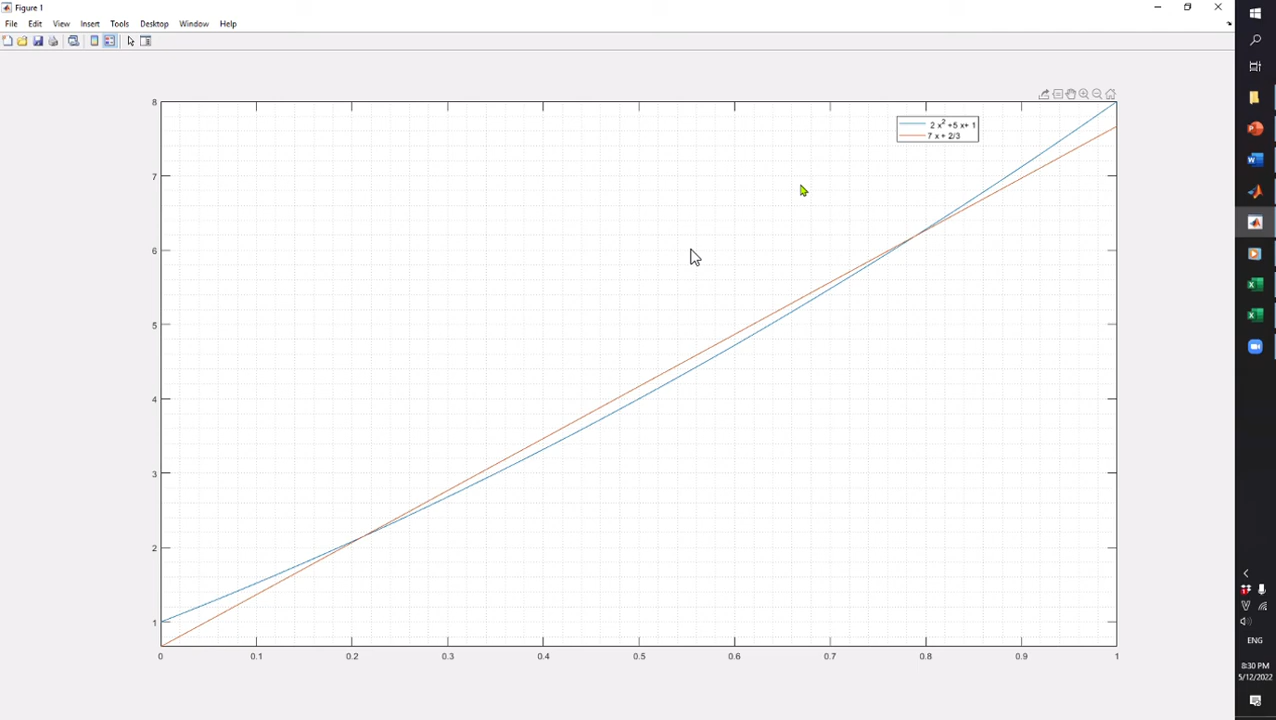 Figure 1
File Edit View Insert Tools Desktop Window Help
8
7
6
5
4
3
2
1
2 x² +5 x+ 1
7 x + 2/3
0 0.1 0.2 0.3 0.4 0.5 0.6 0.7 0.8 0.9 1
ENG
8:30 PM
5/12/2022